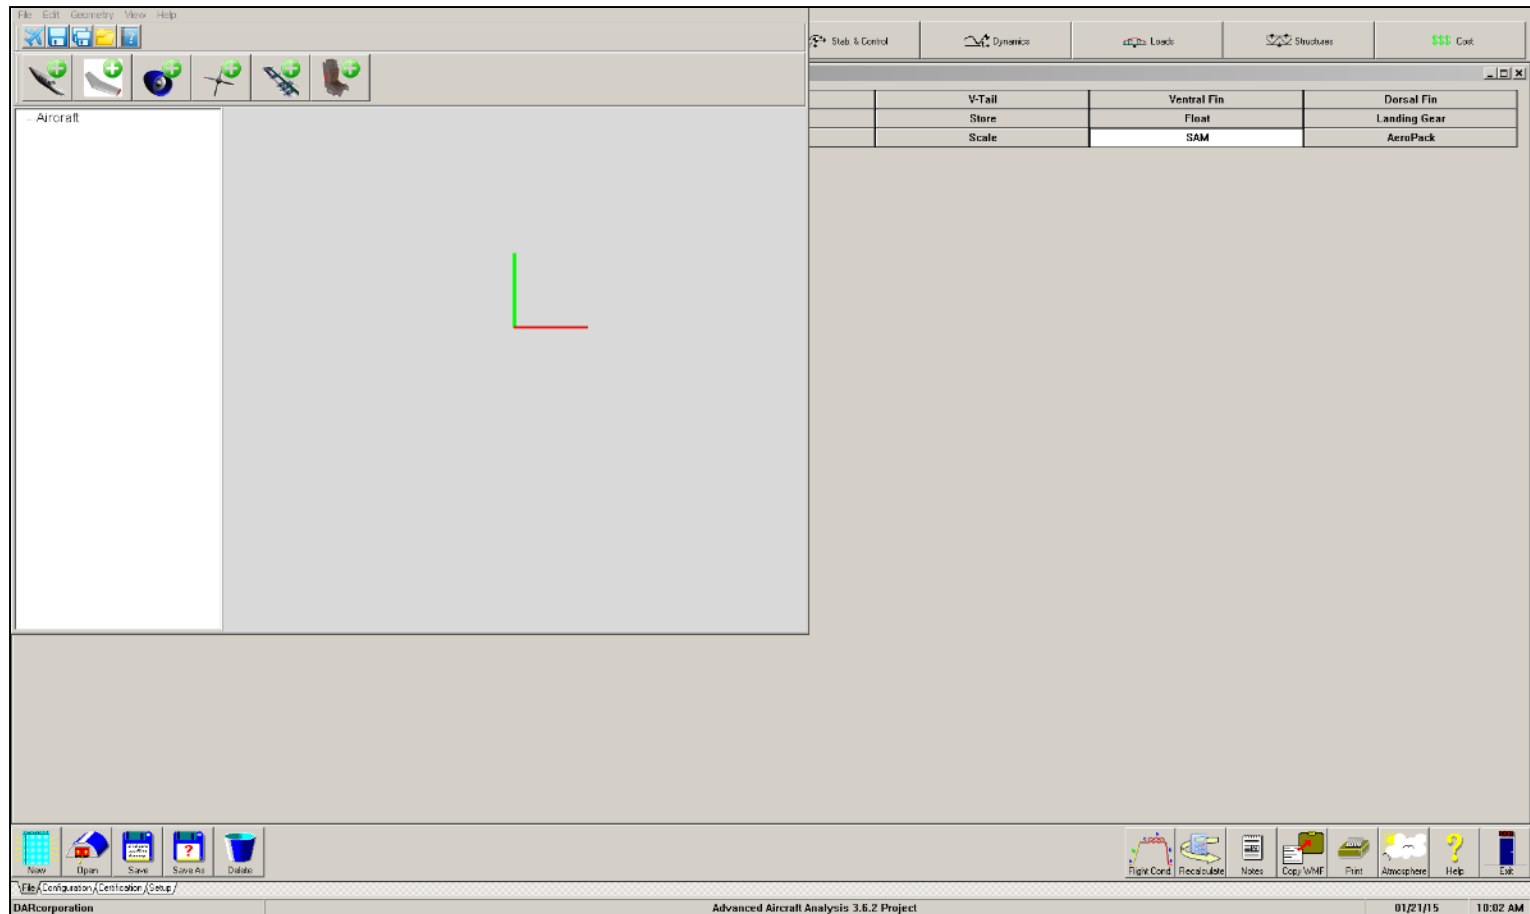 File Edit Geometry View Help
Stab. & Control Dynamics Loads Structures $$$ Cost
Aircraft
V-Tail Ventral Fin Dorsal Fin
Store Float Landing Gear
Scale SAM AeroPack
New Open Save Save As Delete Flight Cond. Recalculate Notes Copy WMF Print Atmosphere Help Exit
File Configuration Certification Setup
DARcorporation Advanced Aircraft Analysis 3.6.2 Project 01/21/15 10:02 AM